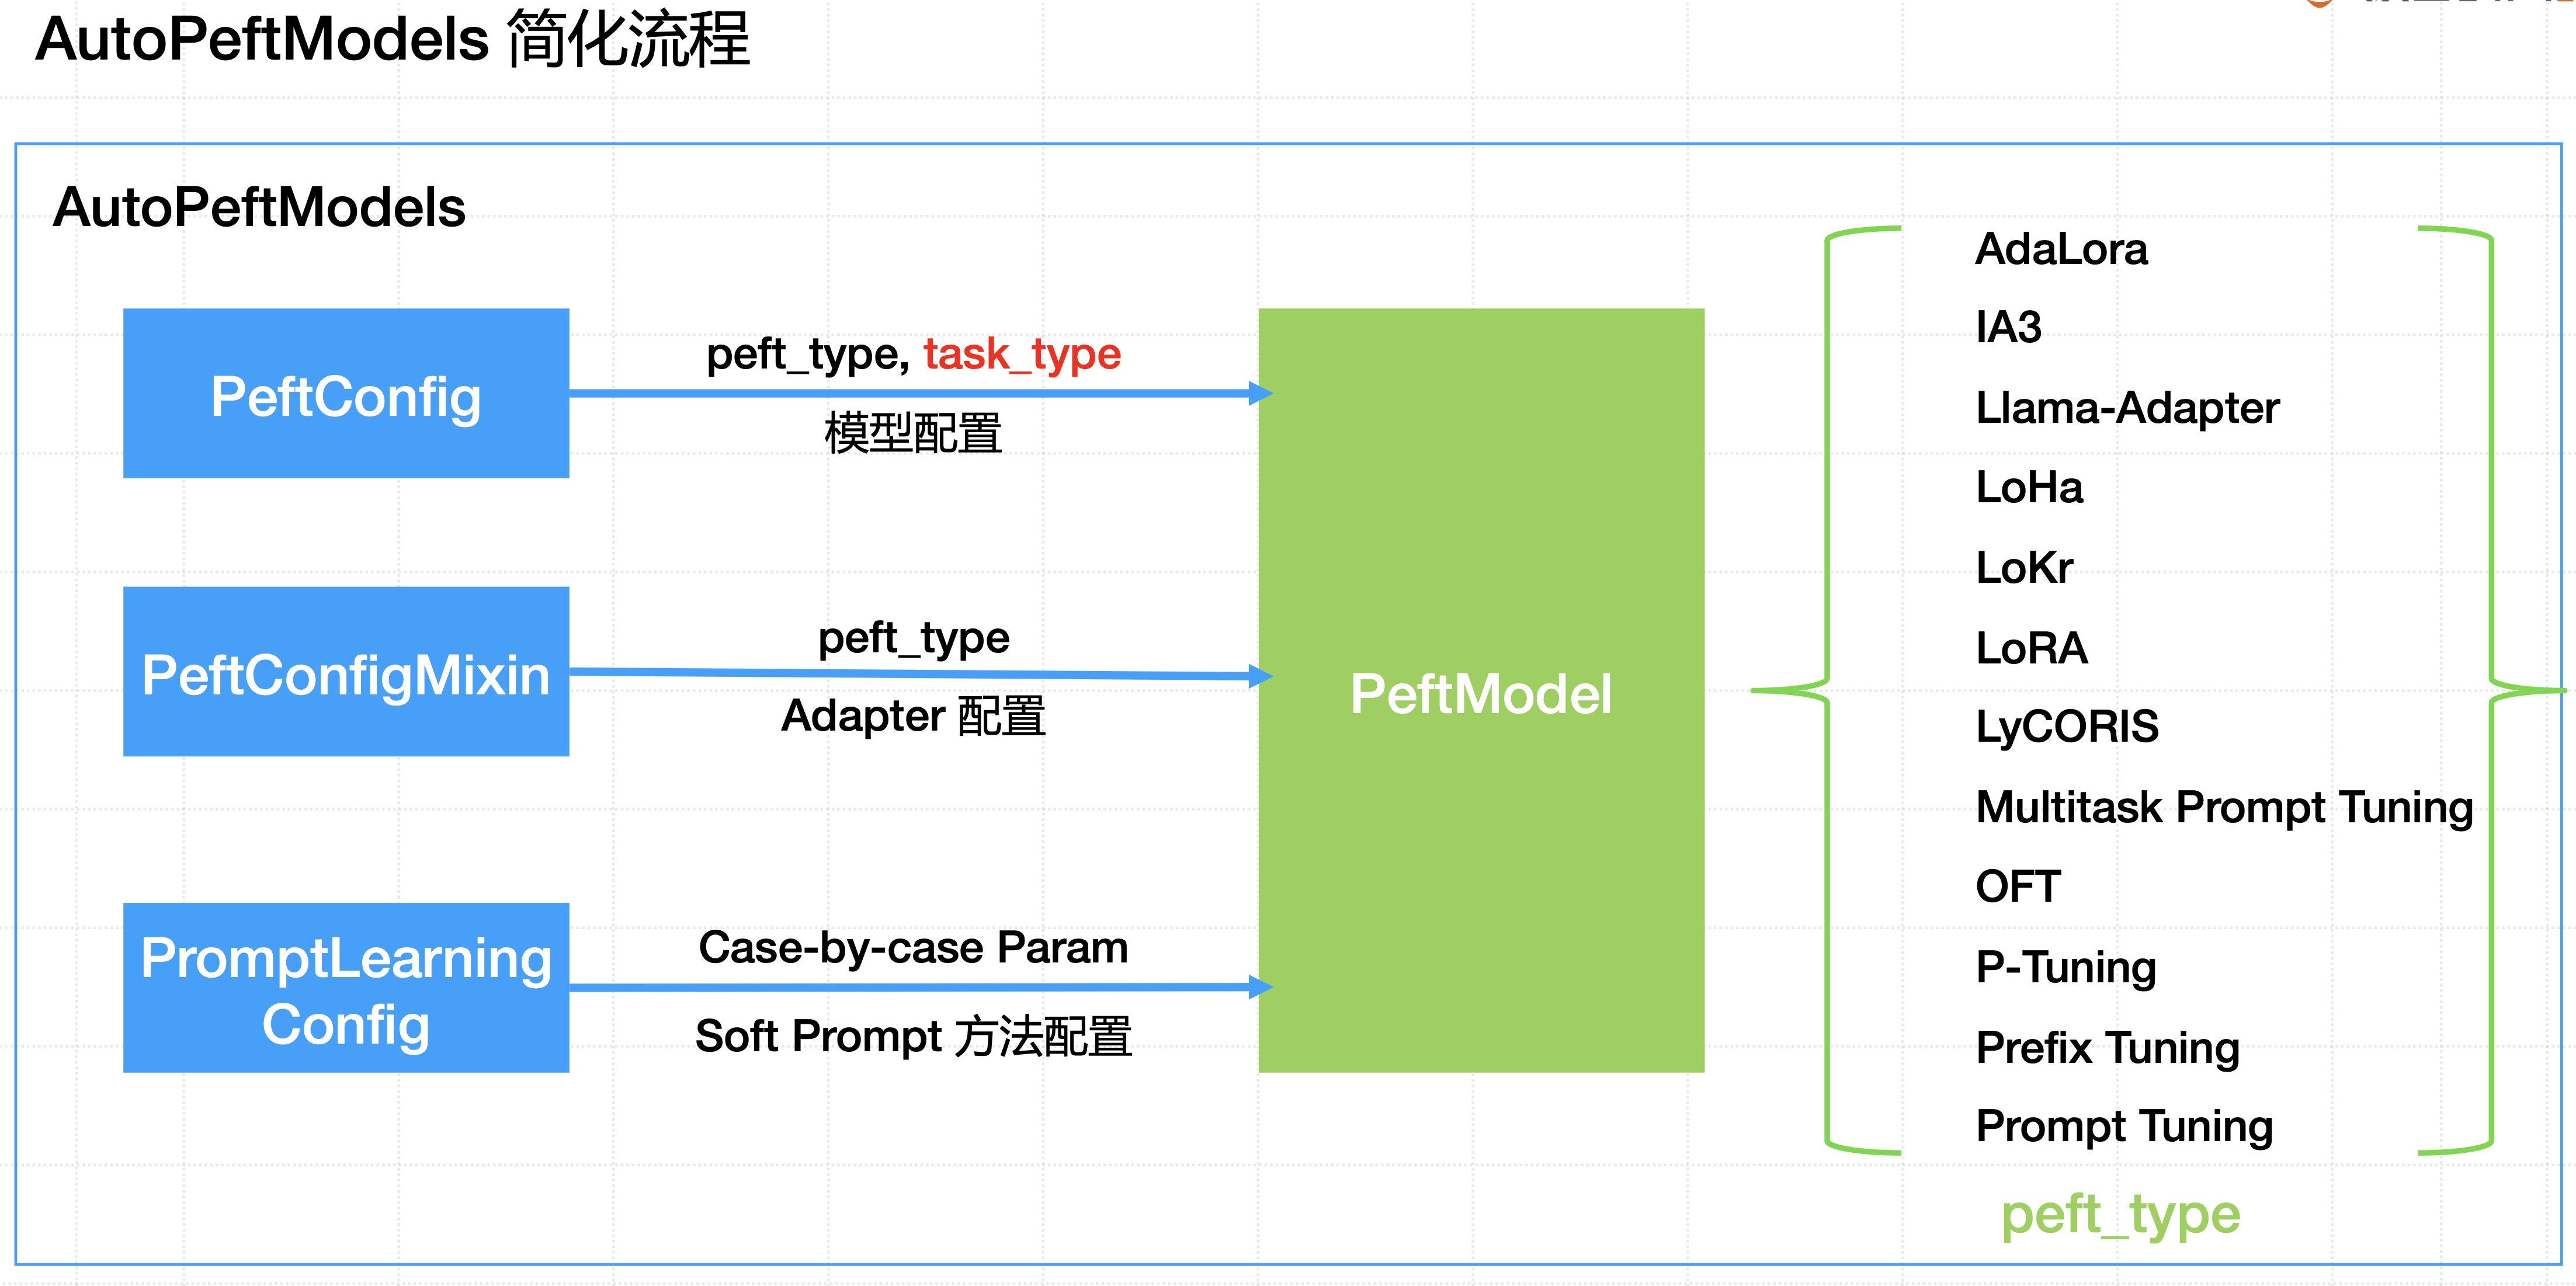 AutoPeftModels 简化流程
AutoPeftModels
PeftConfig
peft_type, task_type
模型配置
PeftConfigMixin
peft_type
Adapter 配置
PromptLearning
Config
Case-by-case Param
Soft Prompt 方法配置
PeftModel
AdaLora
IA3
Llama-Adapter
LoHa
LoKr
LoRA
LyCORIS
Multitask Prompt Tuning
OFT
P-Tuning
Prefix Tuning
Prompt Tuning
peft_type